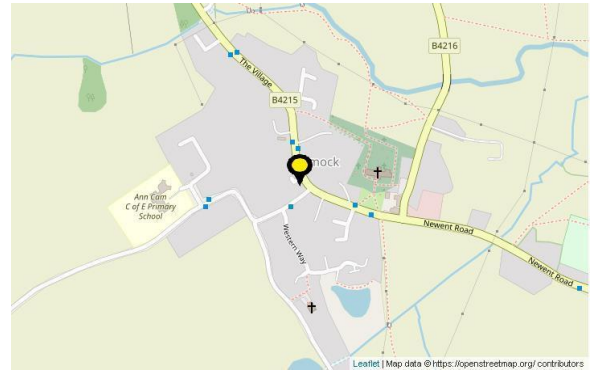 B4216
The Village
B4215
mock
Ann Cam
C of E Primary
School
Newent Road
Newent Road
Western Way
Leaflet | Map data © https://openstreetmap.org/ contributors